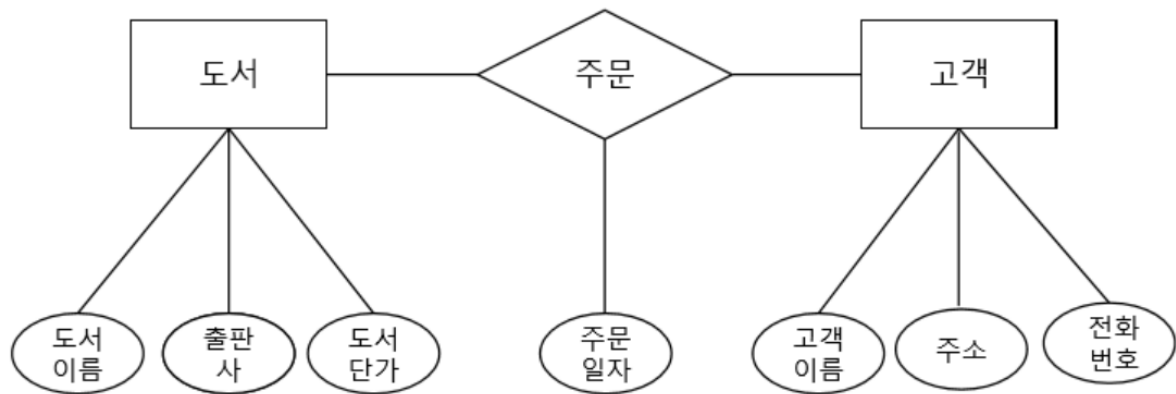 도서
주문
고객
도서
이름
출판
사
도서
단가
주문
일자
고객
이름
주소
전화
번호